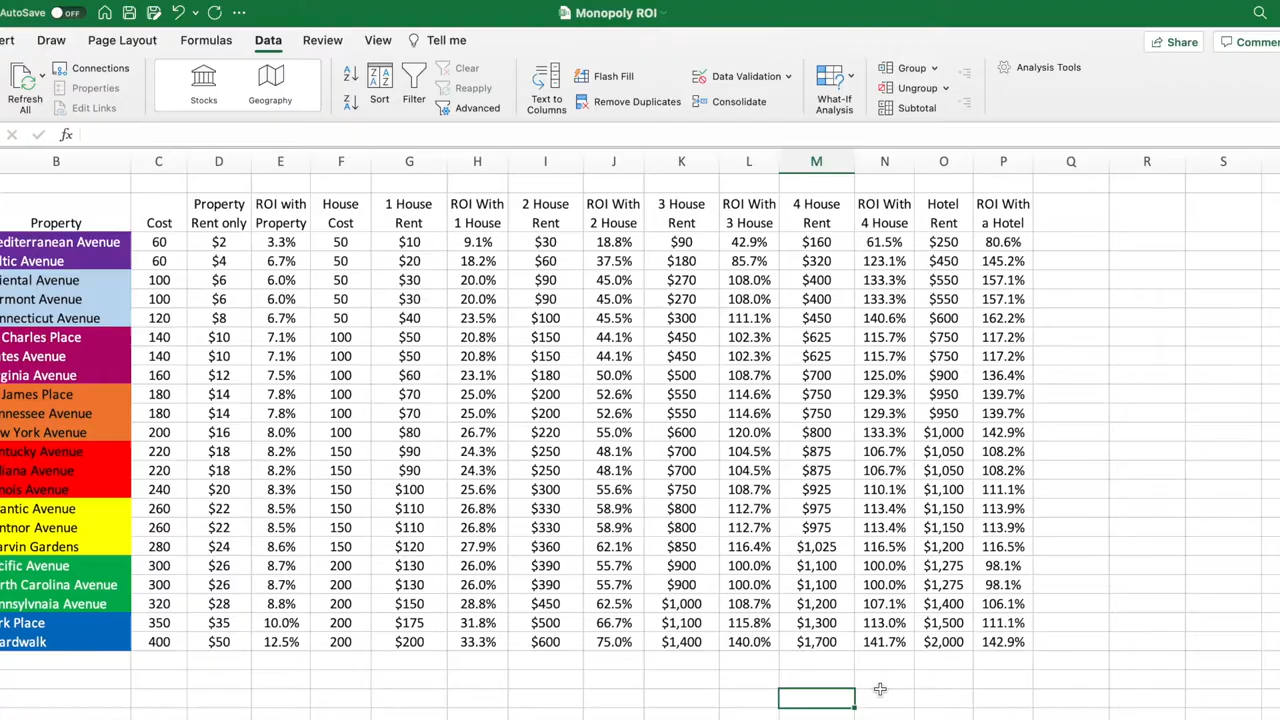 AutoSave OFF Monopoly ROI
ert Draw Page Layout Formulas Data Review View Tell me Share Comme
Refresh All Connections Properties Edit Links Stocks Geography Sort Filter Clear Reapply Advanced Text to Columns Flash Fill Remove Duplicates Data Validation Consolidate What-If Analysis Group Ungroup Subtotal Analysis Tools
fx
B C D E F G H I J K L M N O P Q R S
Property Cost Property Rent only ROI with Property House Cost 1 House Rent ROI With 1 House 2 House Rent ROI With 2 House 3 House Rent ROI With 3 House 4 House Rent ROI With 4 House Hotel Rent ROI With a Hotel
editerranean Avenue 60 $2 3.3% 50 $10 9.1% $30 18.8% $90 42.9% $160 61.5% $250 80.6%
ltic Avenue 60 $4 6.7% 50 $20 18.2% $60 37.5% $180 85.7% $320 123.1% $450 145.2%
iental Avenue 100 $6 6.0% 50 $30 20.0% $90 45.0% $270 108.0% $400 133.3% $550 157.1%
rmont Avenue 100 $6 6.0% 50 $30 20.0% $90 45.0% $270 108.0% $400 133.3% $550 157.1%
nnecticut Avenue 120 $8 6.7% 50 $40 23.5% $100 45.5% $300 111.1% $450 140.6% $600 162.2%
Charles Place 140 $10 7.1% 100 $50 20.8% $150 44.1% $450 102.3% $625 115.7% $750 117.2%
ates Avenue 140 $10 7.1% 100 $50 20.8% $150 44.1% $450 102.3% $625 115.7% $750 117.2%
rginia Avenue 160 $12 7.5% 100 $60 23.1% $180 50.0% $500 108.7% $700 125.0% $900 136.4%
James Place 180 $14 7.8% 100 $70 25.0% $200 52.6% $550 114.6% $750 129.3% $950 139.7%
nnessee Avenue 180 $14 7.8% 100 $70 25.0% $200 52.6% $550 114.6% $750 129.3% $950 139.7%
w York Avenue 200 $16 8.0% 100 $80 26.7% $220 55.0% $600 120.0% $800 133.3% $1,000 142.9%
ntucky Avenue 220 $18 8.2% 150 $90 24.3% $250 48.1% $700 104.5% $875 106.7% $1,050 108.2%
diana Avenue 220 $18 8.2% 150 $90 24.3% $250 48.1% $700 104.5% $875 106.7% $1,050 108.2%
nois Avenue 240 $20 8.3% 150 $100 25.6% $300 55.6% $750 108.7% $925 110.1% $1,100 111.1%
antic Avenue 260 $22 8.5% 150 $110 26.8% $330 58.9% $800 112.7% $975 113.4% $1,150 113.9%
ntnor Avenue 260 $22 8.5% 150 $110 26.8% $330 58.9% $800 112.7% $975 113.4% $1,150 113.9%
arvin Gardens 280 $24 8.6% 150 $120 27.9% $360 62.1% $850 116.4% $1,025 116.5% $1,200 116.5%
cific Avenue 300 $26 8.7% 200 $130 26.0% $390 55.7% $900 100.0% $1,100 100.0% $1,275 98.1%
rth Carolina Avenue 300 $26 8.7% 200 $130 26.0% $390 55.7% $900 100.0% $1,100 100.0% $1,275 98.1%
nnsylvnaia Avenue 320 $28 8.8% 200 $150 28.8% $450 62.5% $1,000 108.7% $1,200 107.1% $1,400 106.1%
rk Place 350 $35 10.0% 200 $175 31.8% $500 66.7% $1,100 115.8% $1,300 113.0% $1,500 111.1%
ardwalk 400 $50 12.5% 200 $200 33.3% $600 75.0% $1,400 140.0% $1,700 141.7% $2,000 142.9%